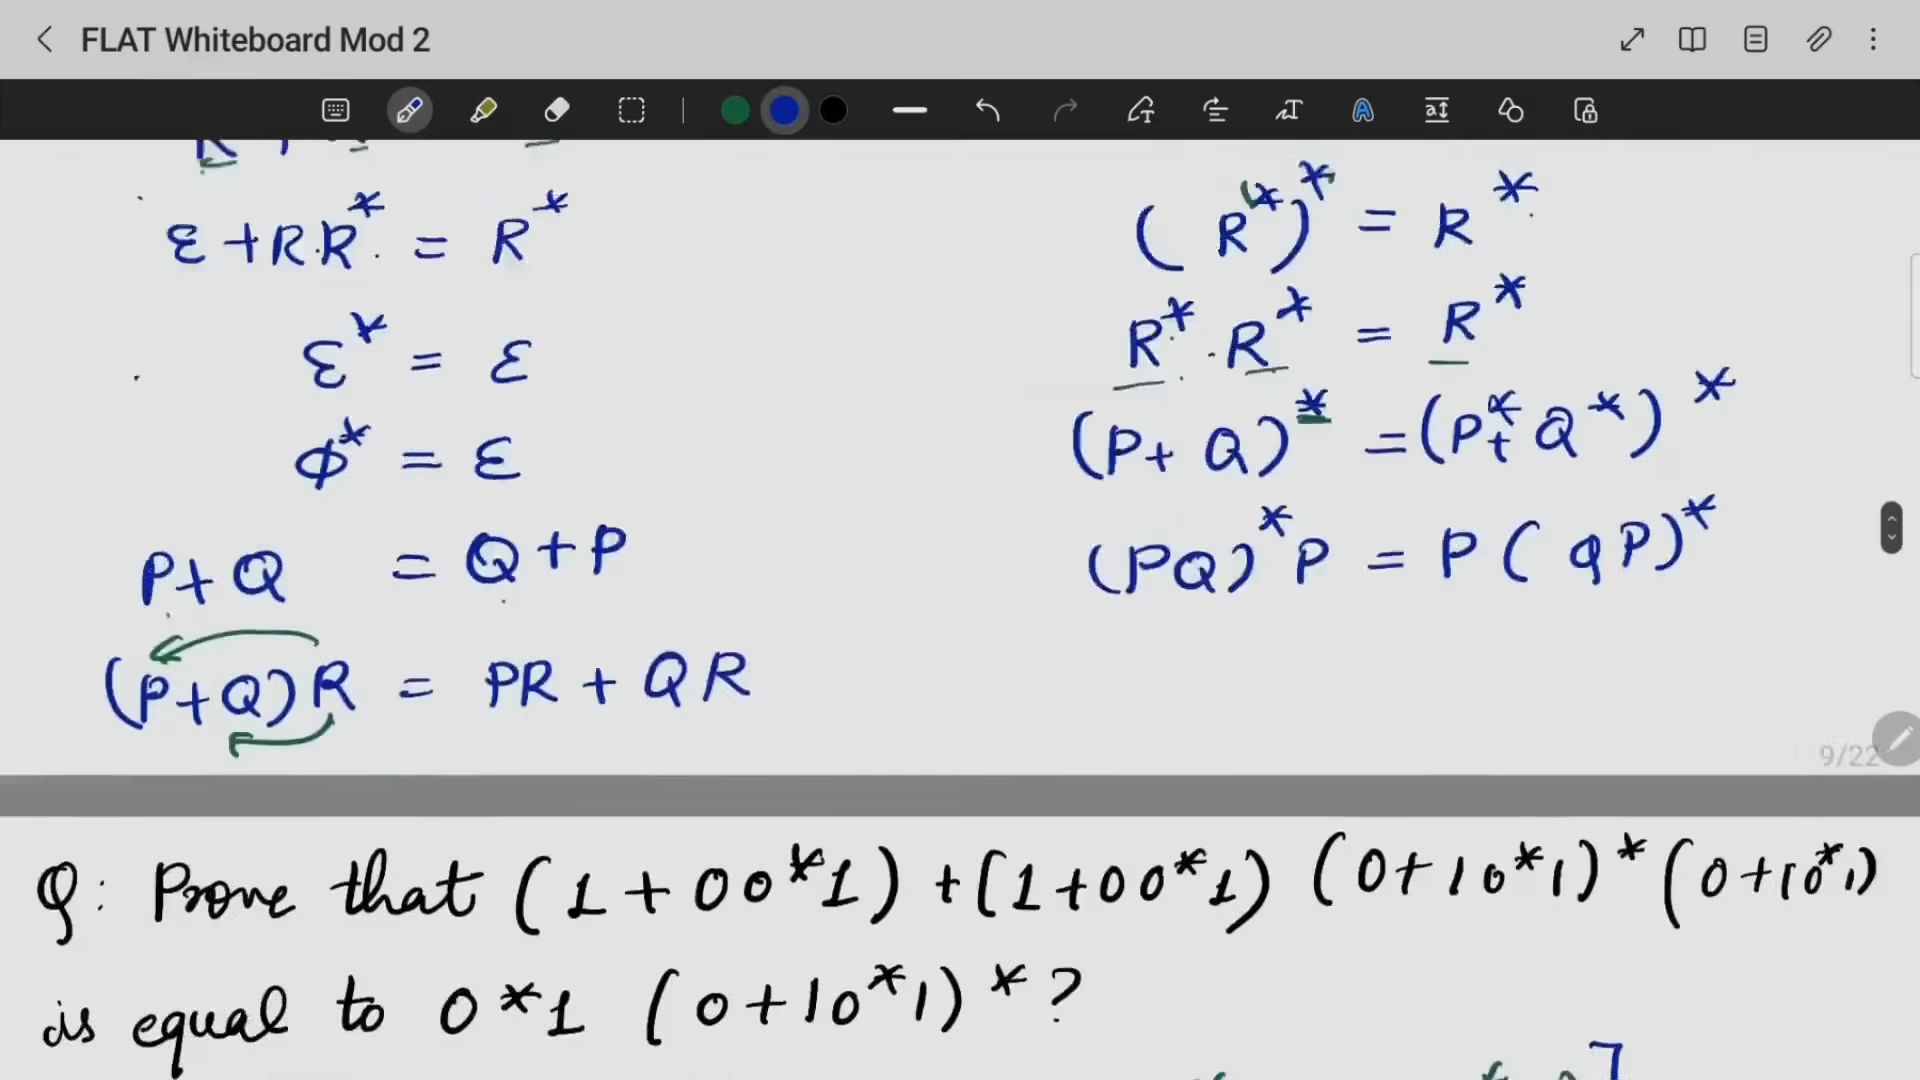 FLAT Whiteboard Mod 2
ε + R.R* = R*
ε* = ε
φ* = ε
P + Q = Q + P
(P + Q) R = PR + QR
(R*)* = R*
R* . R* = R*
(P + Q)* = (P* + Q*)*
(PQ)* P = P (QP)*
9/22
Q: Prove that (1 + 00*1) + (1 + 00*1) (0 + 10*1)* (0 + 10*1)
is equal to 0*1 (0 + 10*1)* ?